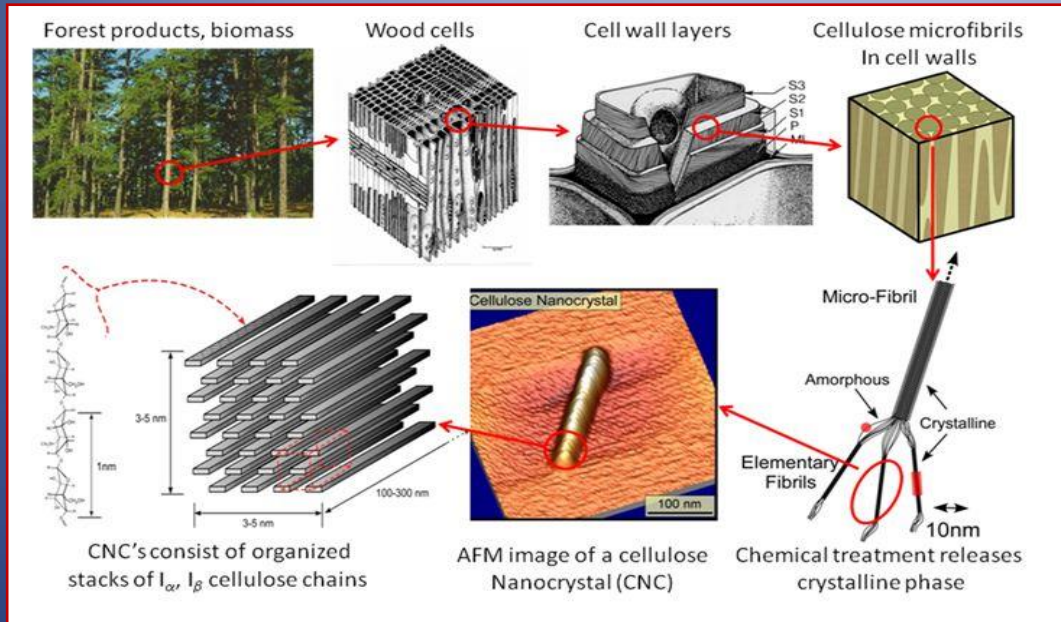 Forest products, biomass
Wood cells
Cell wall layers
Cellulose microfibrils
In cell walls
S3
S2
S1
P
ML
Micro-Fibril
Amorphous
Crystalline
Elementary
Fibrils
10nm
Chemical treatment releases
crystalline phase
Cellulose Nanocrystal
100 nm
AFM image of a cellulose
Nanocrystal (CNC)
1nm
3-5 nm
3-5 nm
100-300 nm
CNC's consist of organized
stacks of Iα, Iβ cellulose chains